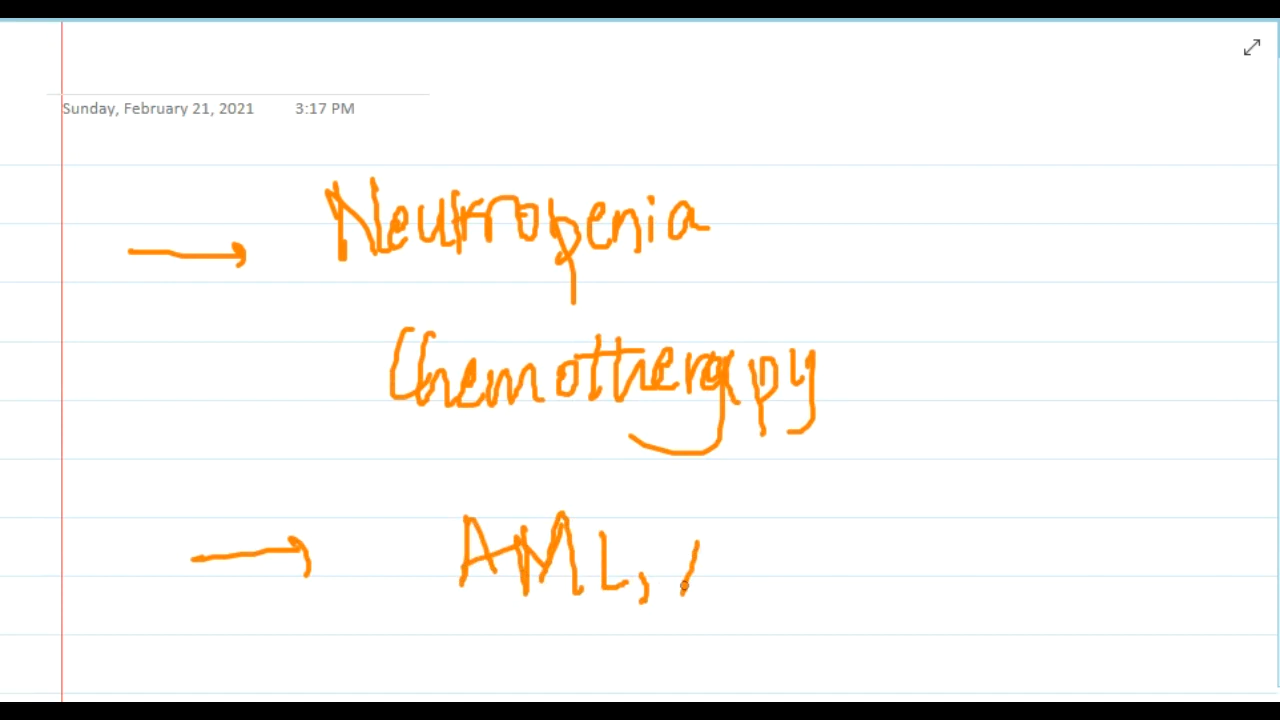 Sunday, February 21, 2021 3:17 PM
→ Neutropenia
Chemotherapy
→ AML,